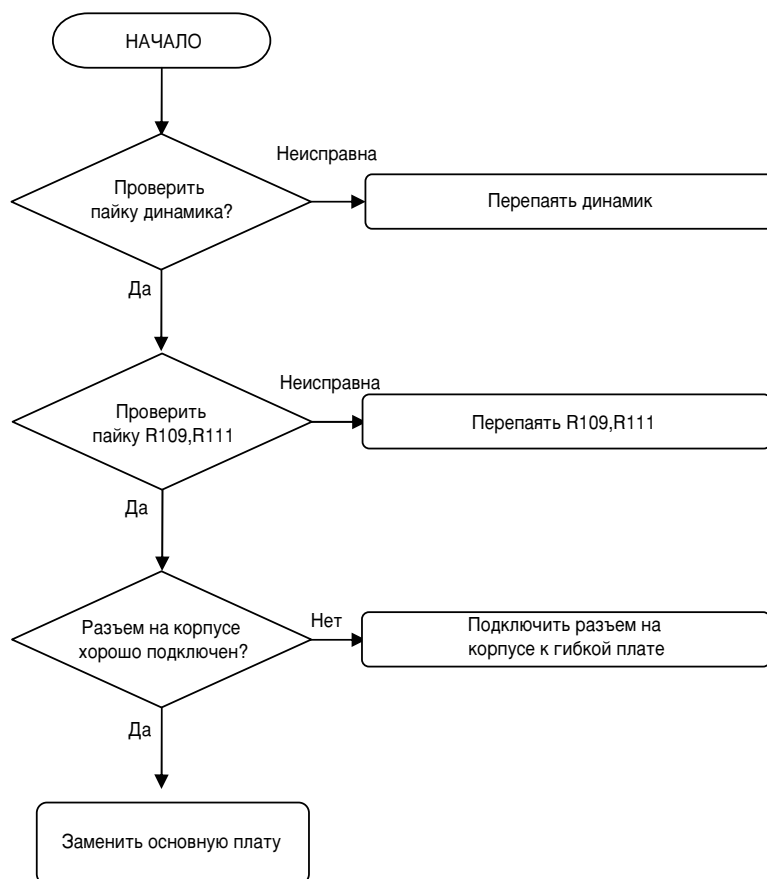 НАЧАЛО
Неисправна
Проверить
пайку динамика?
Перепаять динамик
Да
Неисправна
Проверить
пайку R109,R111
Перепаять R109,R111
Да
Разъем на корпусе
хорошо подключен?
Нет
Подключить разъем на
корпусе к гибкой плате
Да
Заменить основную плату